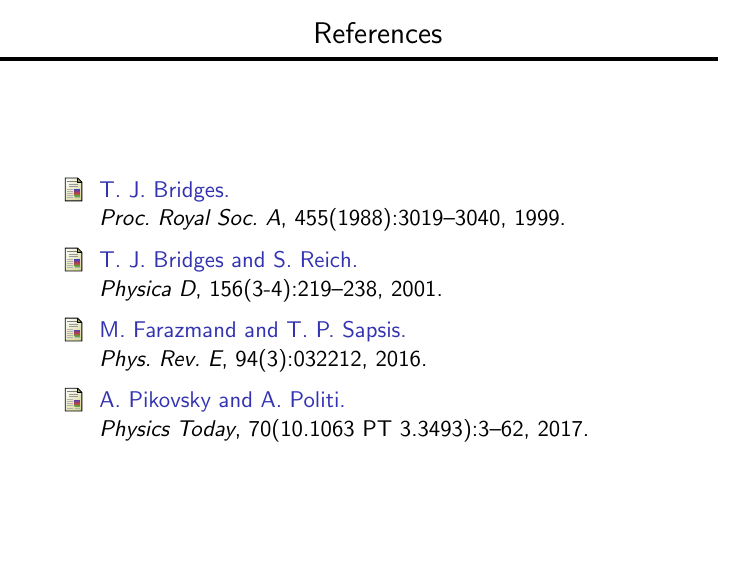 References
T. J. Bridges.
Proc. Royal Soc. A, 455(1988):3019–3040, 1999.
T. J. Bridges and S. Reich.
Physica D, 156(3-4):219–238, 2001.
M. Farazmand and T. P. Sapsis.
Phys. Rev. E, 94(3):032212, 2016.
A. Pikovsky and A. Politi.
Physics Today, 70(10.1063 PT 3.3493):3–62, 2017.